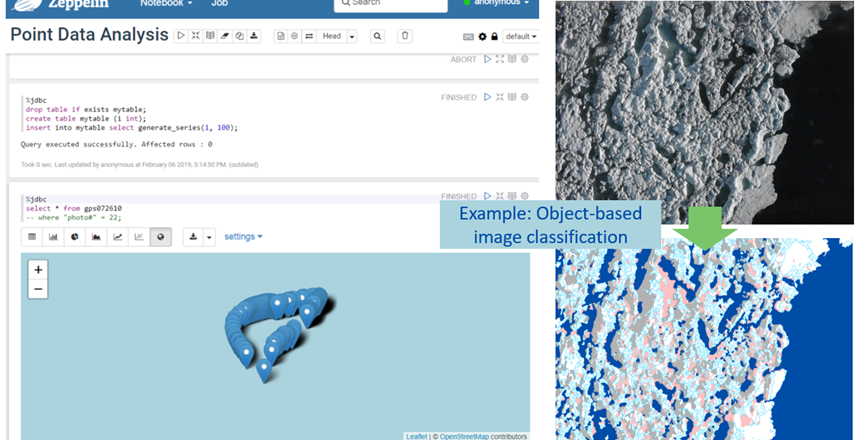 Zeppelin
Notebook
Job
Search
anonymous
Point Data Analysis
Head
default
ABORT
FINISHED
%jdbc
drop table if exists mytable;
create table mytable (i int);
insert into mytable select generate_series(1, 100);
Query executed successfully. Affected rows : 0
Took 0 sec. Last updated by anonymous at February 06 2019, 5:14:50 PM. (outdated)
FINISHED
%jdbc
select * from gps072610
-- where "photo#" = 22;
settings
+
−
Leaflet | © OpenStreetMap contributors
Example: Object-based
image classification